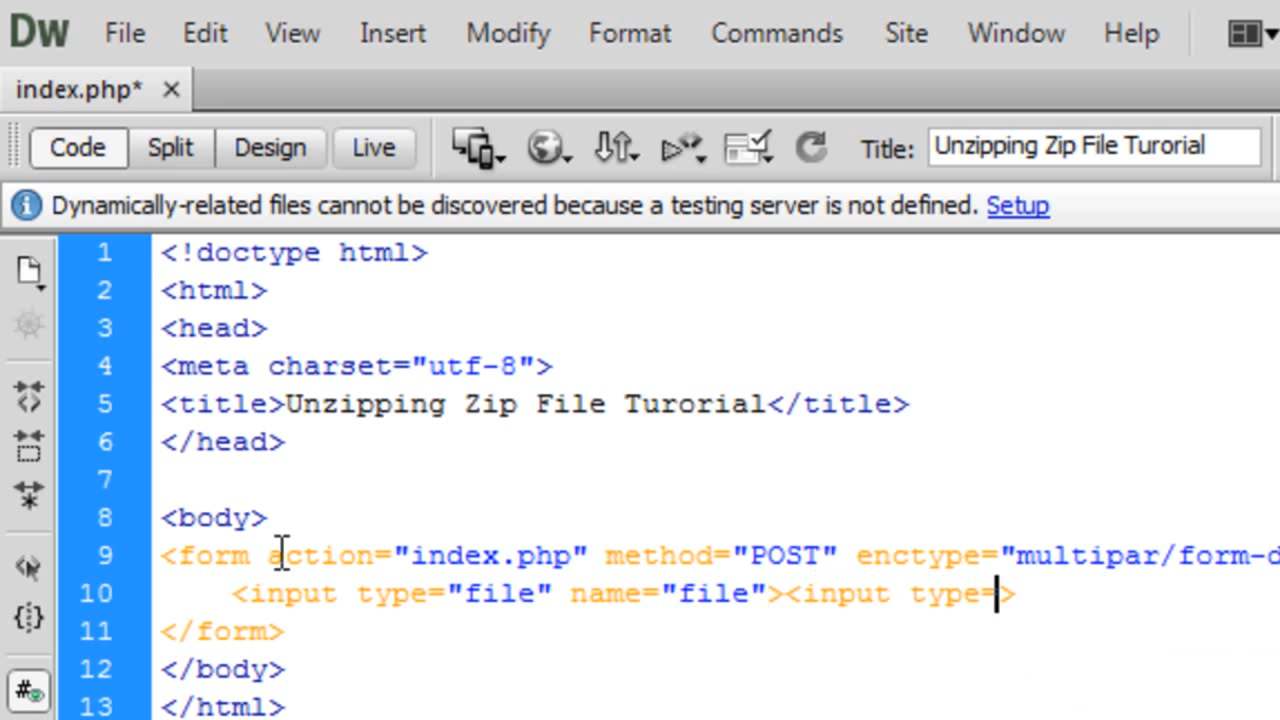 Dw File Edit View Insert Modify Format Commands Site Window Help
index.php*
Code Split Design Live Title: Unzipping Zip File Turorial
Dynamically-related files cannot be discovered because a testing server is not defined. Setup
1 <!doctype html>
2 <html>
3 <head>
4 <meta charset="utf-8">
5 <title>Unzipping Zip File Turorial</title>
6 </head>
7
8 <body>
9 <form action="index.php" method="POST" enctype="multipar/form-d
10 <input type="file" name="file"><input type=>
11 </form>
12 </body>
13 </html>